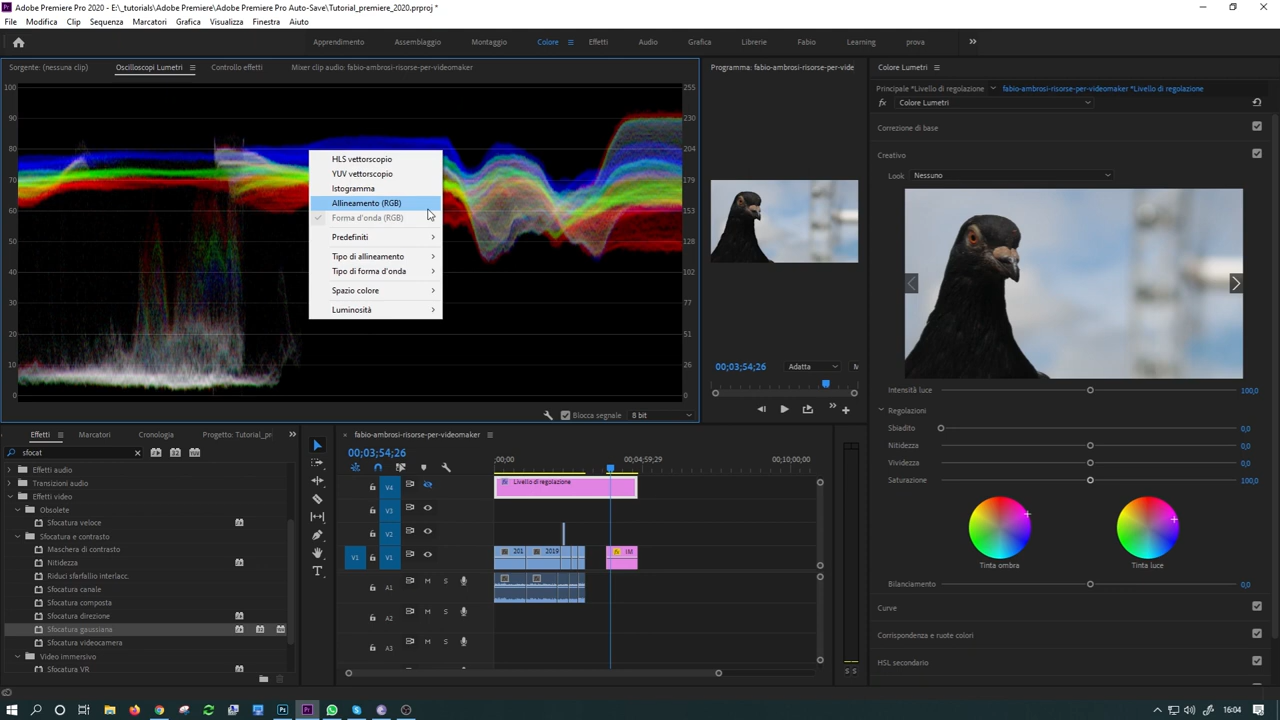 Adobe Premiere Pro 2020 - E:\_tutorials\Adobe Premiere\Adobe Premiere Pro Auto-Save\Tutorial_premiere_2020.prproj *
File Modifica Clip Sequenza Marcatori Grafica Visualizza Finestra Aiuto
Apprendimento Assemblaggio Montaggio Colore Effetti Audio Grafica Librerie Fabio Learning prova
Sorgente: (nessuna clip) Oscilloscopi Lumetri Controllo effetti Mixer clip audio: fabio-ambrosi-risorse-per-videomaker
Programma: fabio-ambrosi-risorse-per-vide
Colore Lumetri
Principale *Livello di regolazione fabio-ambrosi-risorse-per-videomaker *Livello di regolazione
fx Colore Lumetri
Correzione di base
Creativo
Look Nessuno
100 255
90 230
80 204
70 179
60 153
50 128
40 102
30 77
20 51
10 26
0 0
HLS vettorscopio
YUV vettorscopio
Istogramma
Allineamento (RGB)
Forma d'onda (RGB)
Predefiniti
Tipo di allineamento
Tipo di forma d'onda
Spazio colore
Luminosità
Blocca segnale 8 bit
00;03;54;26 Adatta
Intensità luce 100,0
Regolazioni
Sbiadito 0,0
Nitidezza 0,0
Vividezza 0,0
Saturazione 100,0
Tinta ombra Tinta luce
Bilanciamento 0,0
Curve
Corrispondenza e ruote colori
HSL secondario
Effetti Marcatori Cronologia Progetto: Tutorial_pr
sfocat
Effetti audio
Transizioni audio
Effetti video
Obsolete
Sfocatura veloce
Sfocatura e contrasto
Maschera di contrasto
Nitidezza
Riduci sfarfallio interlacc.
Sfocatura canale
Sfocatura composta
Sfocatura direzione
Sfocatura gaussiana
Sfocatura videocamera
Video immersivo
Sfocatura VR
× fabio-ambrosi-risorse-per-videomaker
00;03;54;26
;00;00 00;04;59;29 00;10;00;00
V4 Livello di regolazione
V3
V2
V1 V1 201 2019 IM
A1 M S
A2 M S
A3 M S
S S
16:04